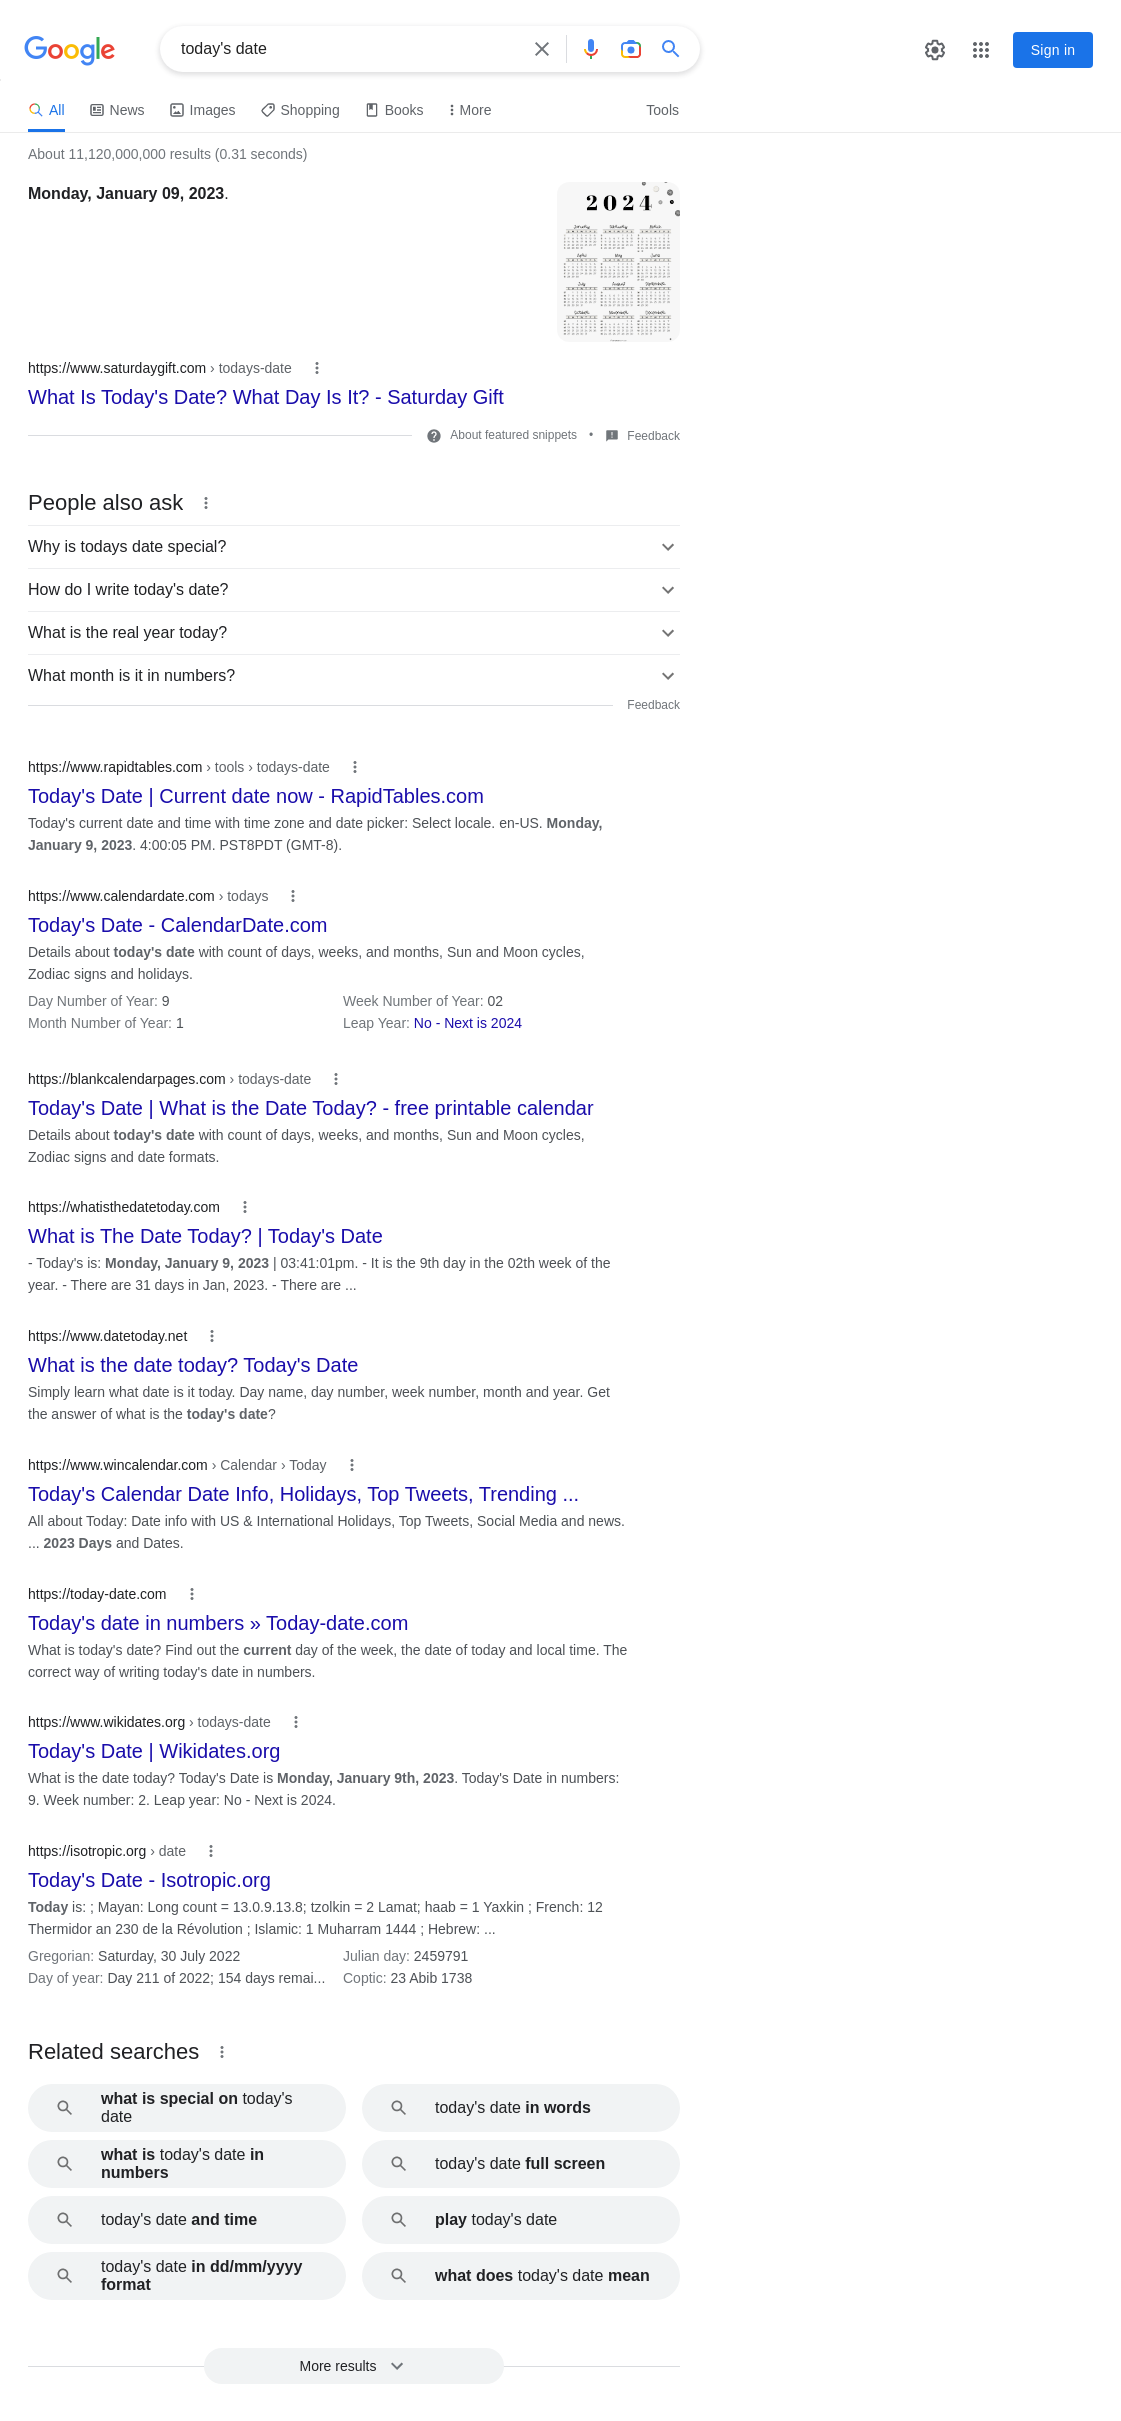 Google
today's date
Sign in
All
News
Images
Shopping
Books
More
Tools
About 11,120,000,000 results (0.31 seconds)
Monday, January 09, 2023.
2024
January February March
April May June
July August September
October November December
https://www.saturdaygift.com › todays-date
What Is Today's Date? What Day Is It? - Saturday Gift
About featured snippets • Feedback
People also ask
Why is todays date special?
How do I write today's date?
What is the real year today?
What month is it in numbers?
Feedback
https://www.rapidtables.com › tools › todays-date
Today's Date | Current date now - RapidTables.com
Today's current date and time with time zone and date picker: Select locale. en-US. Monday,
January 9, 2023. 4:00:05 PM. PST8PDT (GMT-8).
https://www.calendardate.com › todays
Today's Date - CalendarDate.com
Details about today's date with count of days, weeks, and months, Sun and Moon cycles,
Zodiac signs and holidays.
Day Number of Year: 9
Week Number of Year: 02
Month Number of Year: 1
Leap Year: No - Next is 2024
https://blankcalendarpages.com › todays-date
Today's Date | What is the Date Today? - free printable calendar
Details about today's date with count of days, weeks, and months, Sun and Moon cycles,
Zodiac signs and date formats.
https://whatisthedatetoday.com
What is The Date Today? | Today's Date
- Today's is: Monday, January 9, 2023 | 03:41:01pm. - It is the 9th day in the 02th week of the
year. - There are 31 days in Jan, 2023. - There are ...
https://www.datetoday.net
What is the date today? Today's Date
Simply learn what date is it today. Day name, day number, week number, month and year. Get
the answer of what is the today's date?
https://www.wincalendar.com › Calendar › Today
Today's Calendar Date Info, Holidays, Top Tweets, Trending ...
All about Today: Date info with US & International Holidays, Top Tweets, Social Media and news.
... 2023 Days and Dates.
https://today-date.com
Today's date in numbers » Today-date.com
What is today's date? Find out the current day of the week, the date of today and local time. The
correct way of writing today's date in numbers.
https://www.wikidates.org › todays-date
Today's Date | Wikidates.org
What is the date today? Today's Date is Monday, January 9th, 2023. Today's Date in numbers:
9. Week number: 2. Leap year: No - Next is 2024.
https://isotropic.org › date
Today's Date - Isotropic.org
Today is: ; Mayan: Long count = 13.0.9.13.8; tzolkin = 2 Lamat; haab = 1 Yaxkin ; French: 12
Thermidor an 230 de la Révolution ; Islamic: 1 Muharram 1444 ; Hebrew: ...
Gregorian: Saturday, 30 July 2022
Julian day: 2459791
Day of year: Day 211 of 2022; 154 days remai...
Coptic: 23 Abib 1738
Related searches
what is special on today's
date
today's date in words
what is today's date in
numbers
today's date full screen
today's date and time
play today's date
today's date in dd/mm/yyyy
format
what does today's date mean
More results